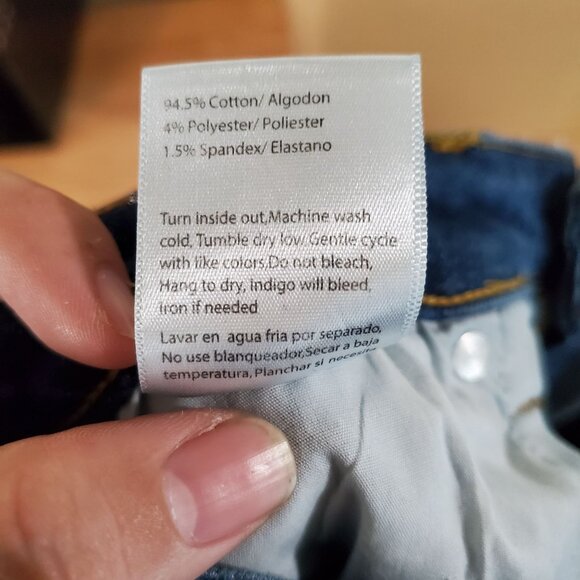 94.5% Cotton/ Algodon
4% Polyester/ Poliester
1.5% Spandex/ Elastano
Turn inside out,Machine wash
cold, Tumble dry low.Gentle cycle
with like colors,Do not bleach,
Hang to dry, Indigo will bleed,
Iron if needed
Lavar en agua fria por separado,
No use blanqueador,Secar a baja
temperatura, Planchar si